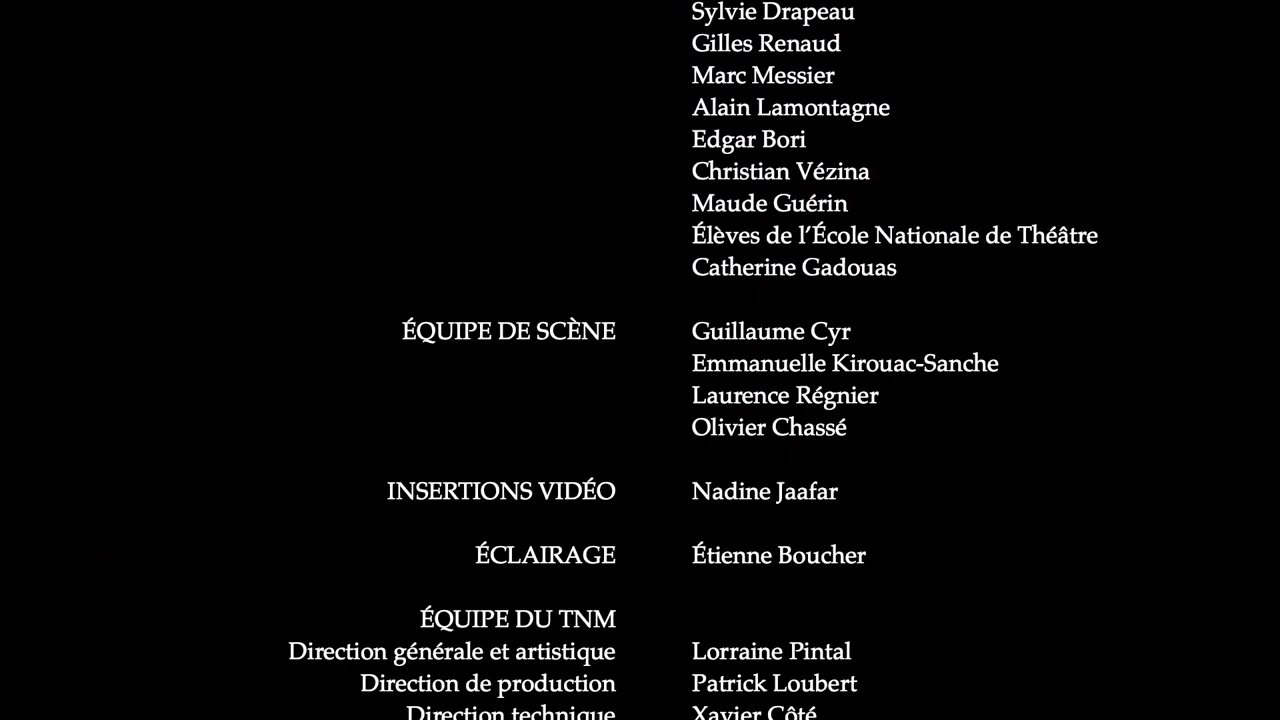 Sylvie Drapeau
Gilles Renaud
Marc Messier
Alain Lamontagne
Edgar Bori
Christian Vézina
Maude Guérin
Élèves de l’École Nationale de Théâtre
Catherine Gadouas
ÉQUIPE DE SCÈNE Guillaume Cyr
Emmanuelle Kirouac-Sanche
Laurence Régnier
Olivier Chassé
INSERTIONS VIDÉO Nadine Jaafar
ÉCLAIRAGE Étienne Boucher
ÉQUIPE DU TNM
Direction générale et artistique Lorraine Pintal
Direction de production Patrick Loubert
Direction technique Xavier Côté